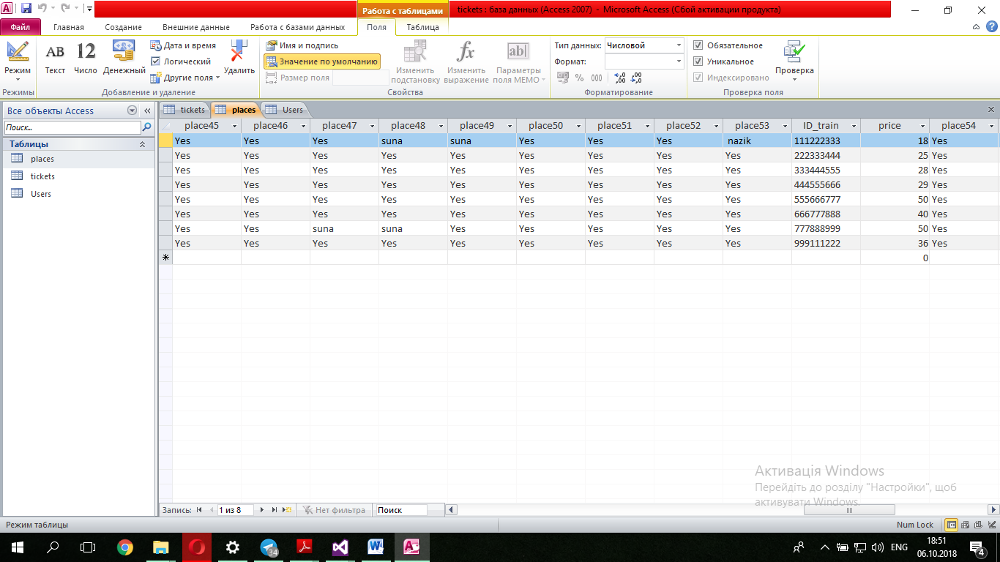 Работа с таблицами
tickets : база данных (Access 2007) - Microsoft Access (Сбой активации продукта)
Файл Главная Создание Внешние данные Работа с базами данных Поля Таблица
Режим
Режимы
АВ Текст
12 Число
Денежный
Дата и время
Логический
Другие поля
Удалить
Добавление и удаление
Имя и подпись
Значение по умолчанию
Размер поля
Изменить подстановку
fx
Изменить выражение
ab
Параметры поля МЕМО
Свойства
Тип данных: Числовой
Формат:
% 000 ,00 ,0
Форматирование
Обязательное
Уникальное
Индексировано
Проверка
Проверка поля
Все объекты Access
Поиск...
Таблицы
places
tickets
Users
tickets places Users
place45 place46 place47 place48 place49 place50 place51 place52 place53 ID_train price place54
Yes Yes Yes suna suna Yes Yes Yes nazik 111222333 18 Yes
Yes Yes Yes Yes Yes Yes Yes Yes Yes 222333444 25 Yes
Yes Yes Yes Yes Yes Yes Yes Yes Yes 333444555 28 Yes
Yes Yes Yes Yes Yes Yes Yes Yes Yes 444555666 29 Yes
Yes Yes Yes Yes Yes Yes Yes Yes Yes 555666777 50 Yes
Yes Yes Yes Yes Yes Yes Yes Yes Yes 666777888 40 Yes
Yes Yes suna suna Yes Yes Yes Yes Yes 777888999 50 Yes
Yes Yes Yes Yes Yes Yes Yes Yes Yes 999111222 36 Yes
0
Активація Windows
Перейдіть до розділу "Настройки", щоб
активувати Windows.
Запись: 1 из 8 Нет фильтра Поиск
Режим таблицы Num Lock
34
ENG
18:51
06.10.2018
4